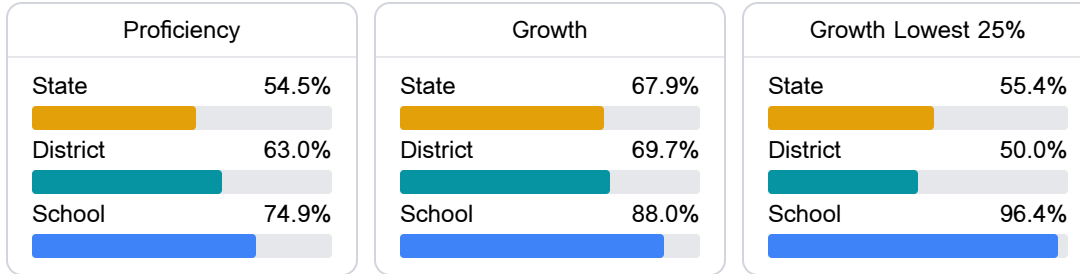 Proficiency
State 54.5%
District 63.0%
School 74.9%
Growth
State 67.9%
District 69.7%
School 88.0%
Growth Lowest 25%
State 55.4%
District 50.0%
School 96.4%